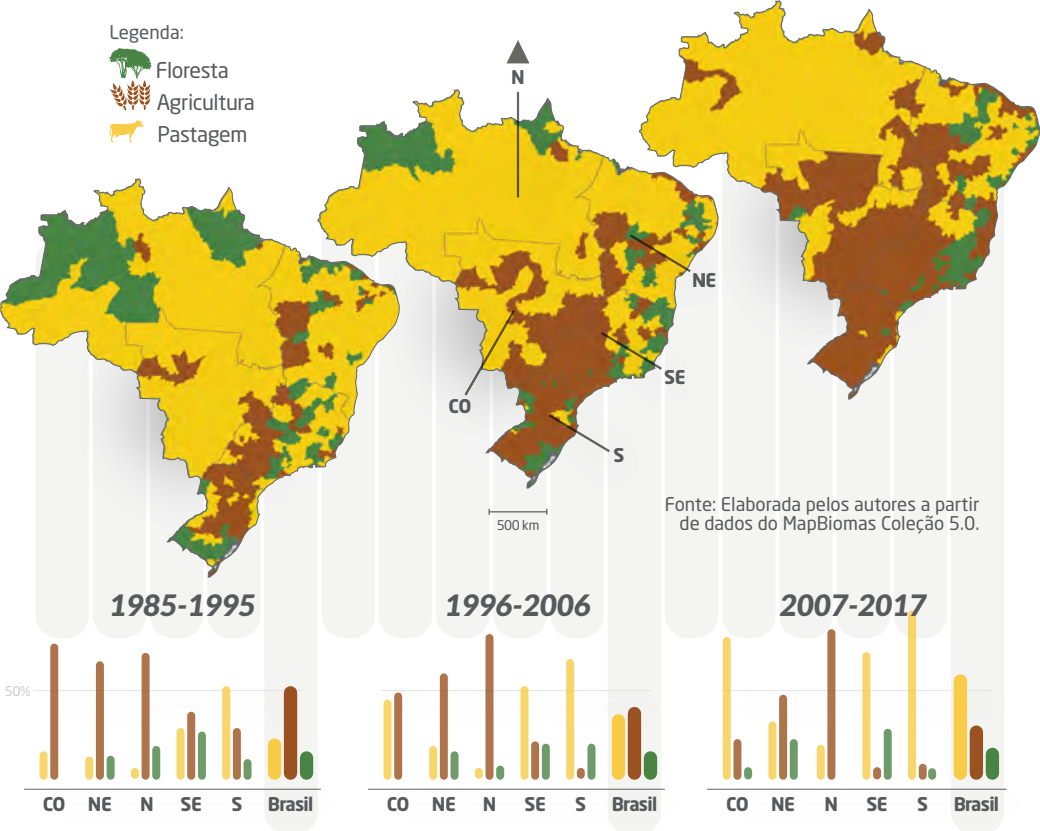 Legenda:
Floresta
Agricultura
Pastagem
N
NE
SE
CO
S
500 km
Fonte: Elaborada pelos autores a partir
de dados do MapBiomas Coleção 5.0.
1985-1995
1996-2006
2007-2017
50%
CO NE N SE S Brasil
CO NE N SE S Brasil
CO NE N SE S Brasil